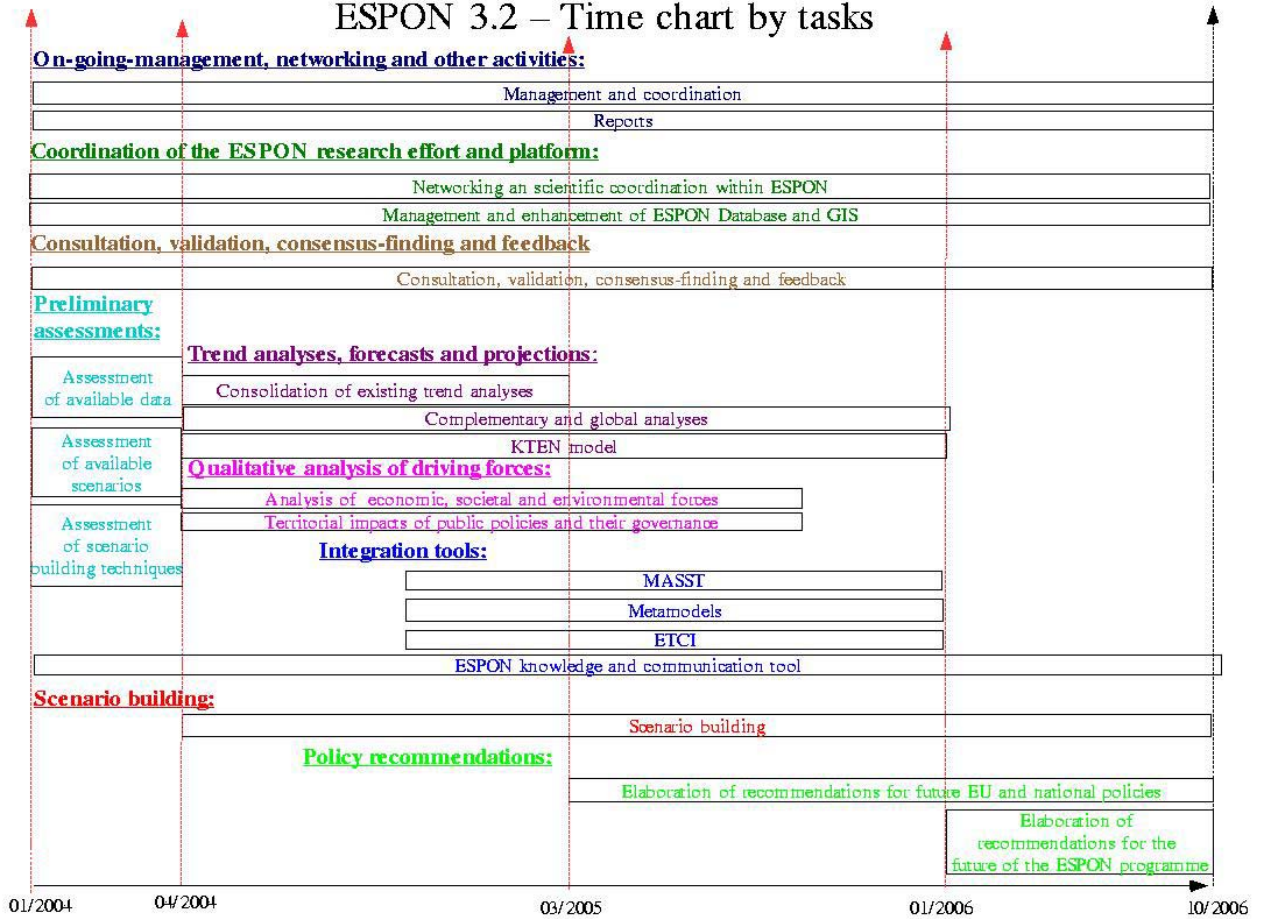 ESPON 3.2 – Time chart by tasks
On-going-management, networking and other activities:
Management and coordination
Reports
Coordination of the ESPON research effort and platform:
Networking an scientific coordination within ESPON
Management and enhancement of ESPON Database and GIS
Consultation, validation, consensus-finding and feedback
Consultation, validation, consensus-finding and feedback
Preliminary
assessments:
Assessment
of available data
Assessment
of available
scenarios
Assessment
of scenario
building techniques
Trend analyses, forecasts and projections:
Consolidation of existing trend analyses
Complementary and global analyses
KTEN model
Qualitative analysis of driving forces:
Analysis of economic, societal and environmental forces
Territorial impacts of public policies and their governance
Integration tools:
MASST
Metamodels
ETCI
ESPON knowledge and communication tool
Scenario building:
Scenario building
Policy recommendations:
Elaboration of recommendations for future EU and national policies
Elaboration of
recommendations for the
future of the ESPON programme
01/2004
04/2004
03/2005
01/2006
10/2006